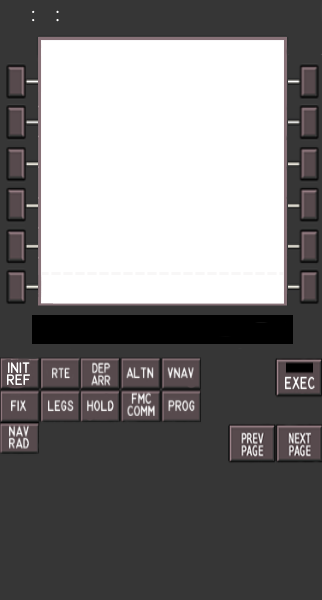 : :
INIT REF
RTE
DEP ARR
ALTN
VNAV
EXEC
FIX
LEGS
HOLD
FMC COMM
PROG
NAV RAD
PREV PAGE
NEXT PAGE